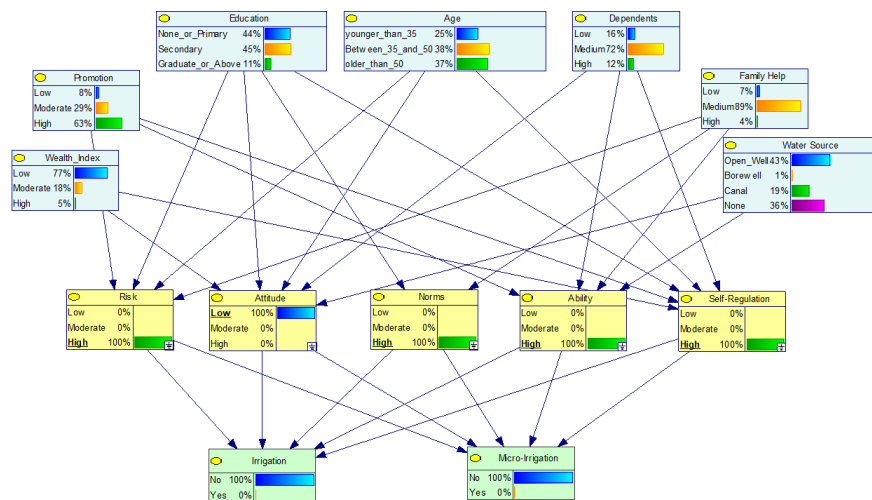 Education
None_or_Primary 44%
Secondary 45%
Graduate_or_Above 11%
Age
younger_than_35 25%
Between_35_and_50 38%
older_than_50 37%
Dependents
Low 16%
Medium 72%
High 12%
Promotion
Low 8%
Moderate 29%
High 63%
Family Help
Low 7%
Medium 89%
High 4%
Wealth_Index
Low 77%
Moderate 18%
High 5%
Water Source
Open_Well 43%
Borewell 1%
Canal 19%
None 36%
Risk
Low 0%
Moderate 0%
High 100%
Attitude
Low 100%
Moderate 0%
High 0%
Norms
Low 0%
Moderate 0%
High 100%
Ability
Low 0%
Moderate 0%
High 100%
Self-Regulation
Low 0%
Moderate 0%
High 100%
Irrigation
No 100%
Yes 0%
Micro-Irrigation
No 100%
Yes 0%